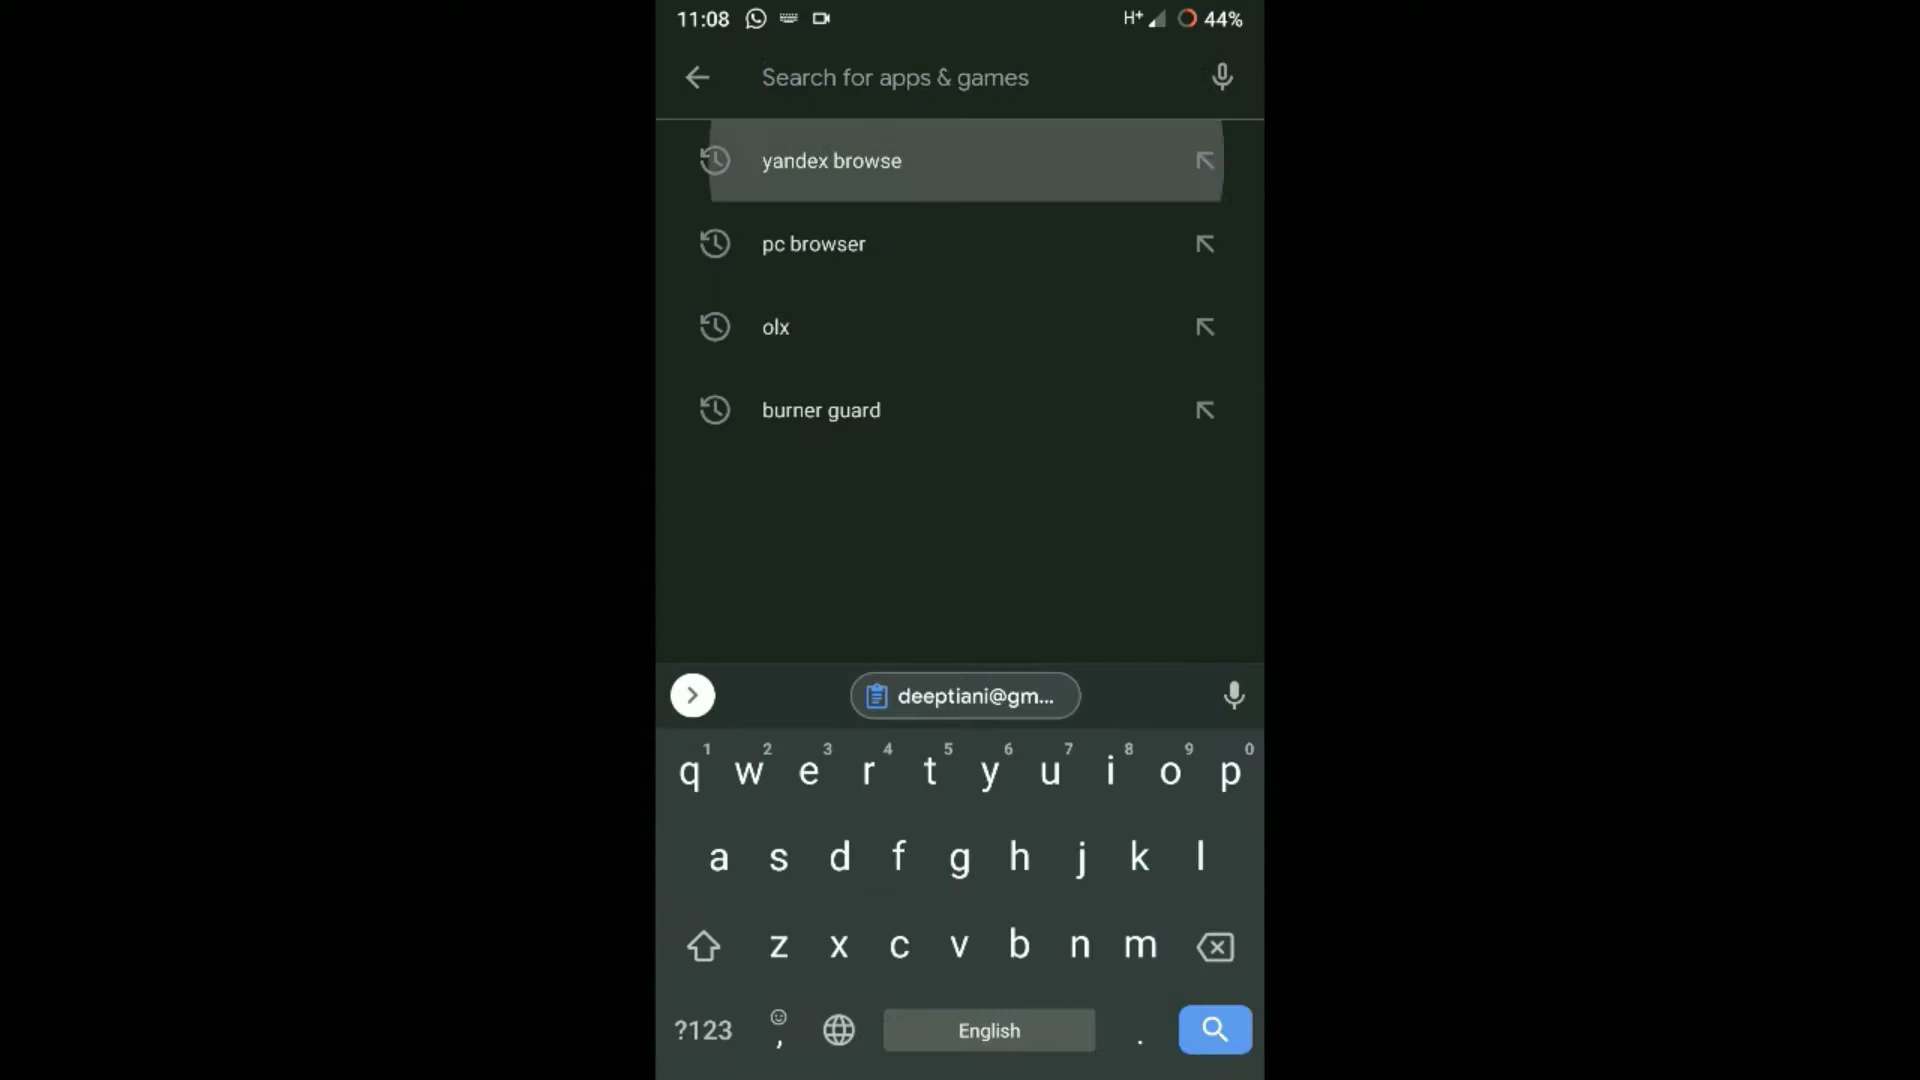 11:08 H+ 44%
Search for apps & games
yandex browse
pc browser
olx
burner guard
deeptiani@gm...
1 2 3 4 5 6 7 8 9 0
q w e r t y u i o p
a s d f g h j k l
z x c v b n m
?123 , English .